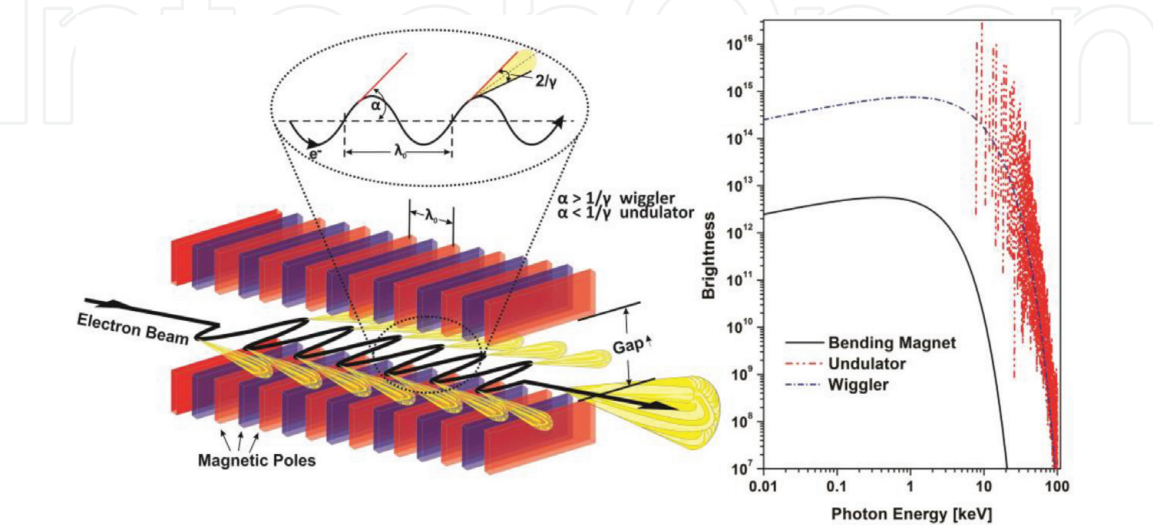 Intechopen
2/γ
α
e-
λ₀
α > 1/γ wiggler
α < 1/γ undulator
λ₀
Electron Beam
Gap
Magnetic Poles
Brightness
10¹⁶
10¹⁵
10¹⁴
10¹³
10¹²
10¹¹
10¹⁰
10⁹
10⁸
10⁷
Bending Magnet
Undulator
Wiggler
0.01 0.1 1 10 100
Photon Energy [keV]